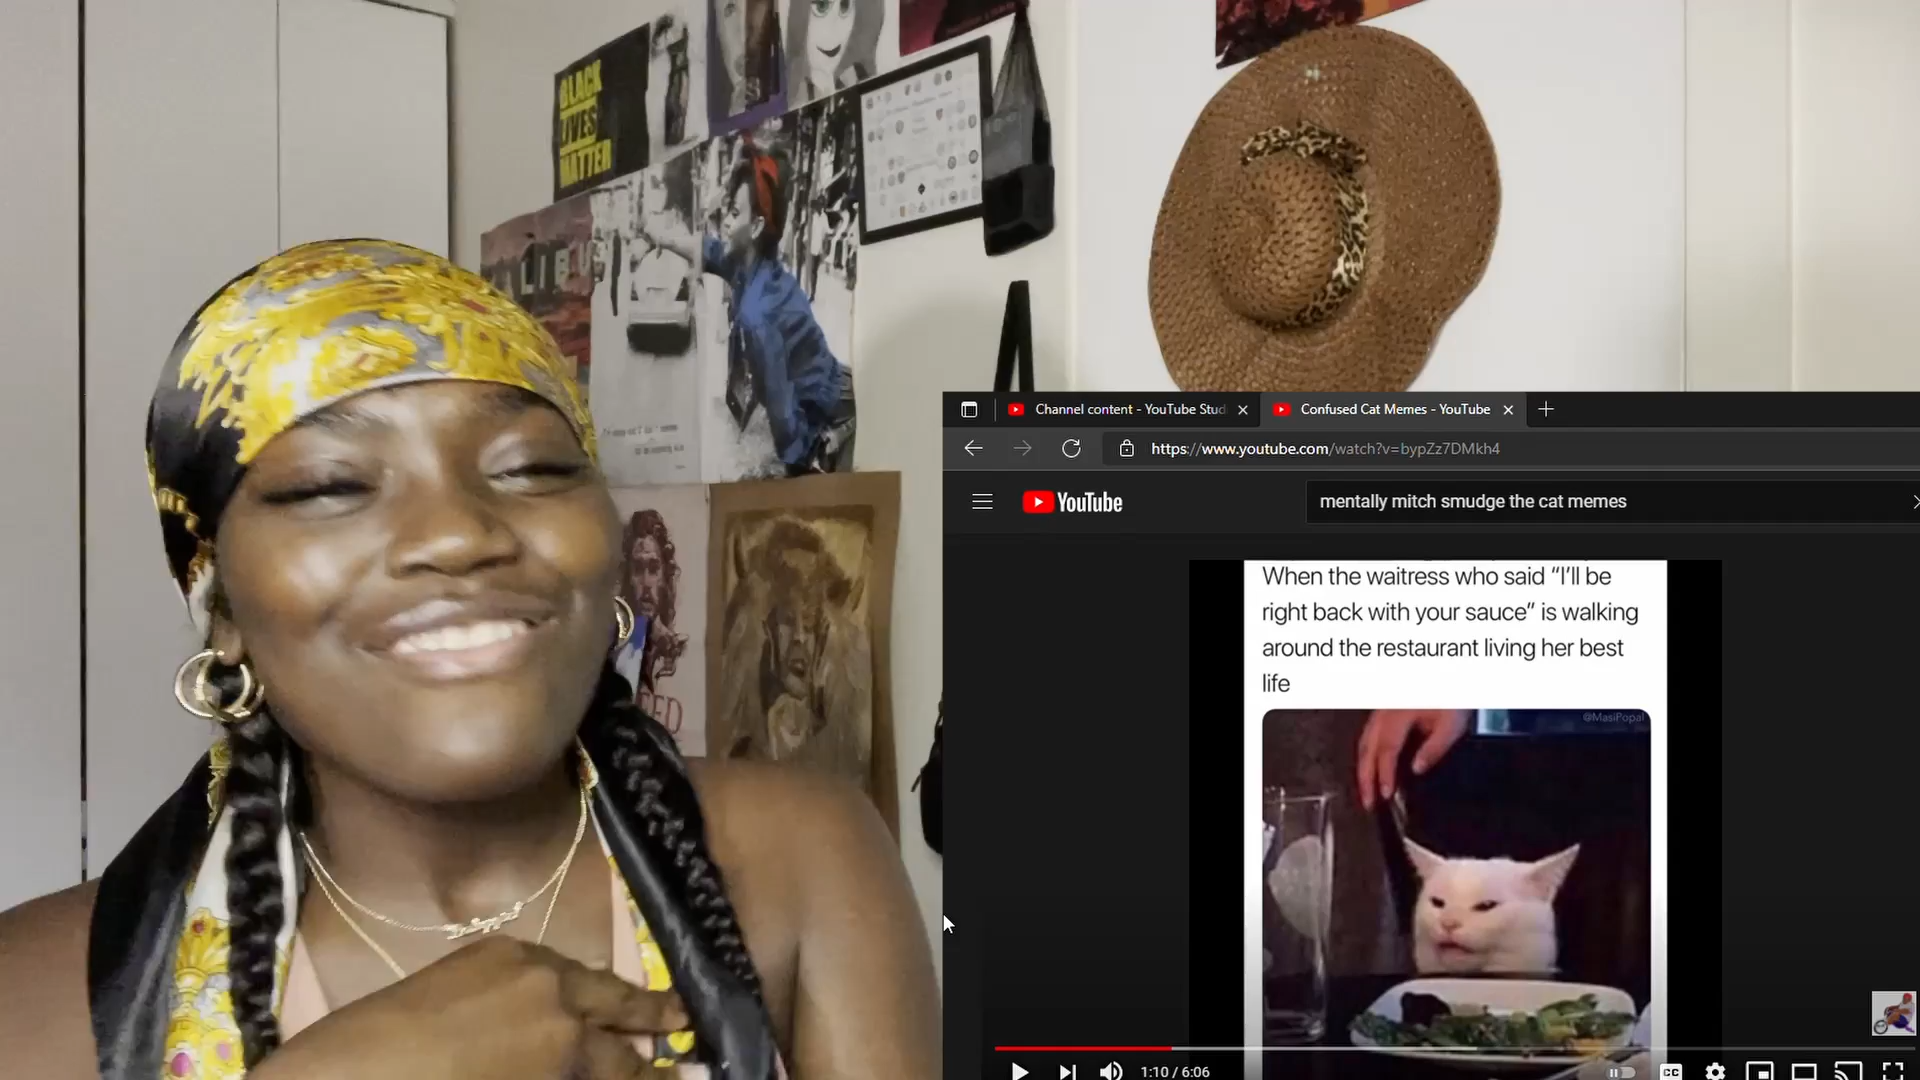 BLACK
LIVES
MATTER
Channel content - YouTube Stud
Confused Cat Memes - YouTube
https://www.youtube.com/watch?v=bypZz7DMkh4
YouTube
mentally mitch smudge the cat memes
When the waitress who said “I’ll be
right back with your sauce” is walking
around the restaurant living her best
life
@MasiPopal
1:10 / 6:06
CC